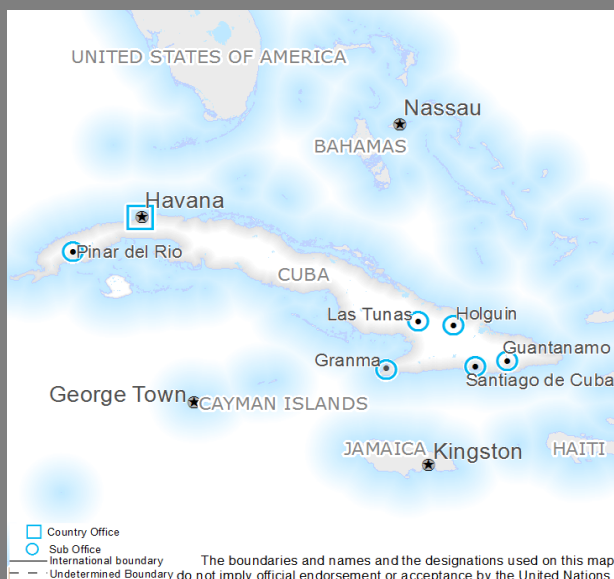 UNITED STATES OF AMERICA
Nassau
BAHAMAS
Havana
Pinar del Rio
CUBA
Las Tunas
Holguin
Guantanamo
Granma
Santiago de Cuba
George Town
CAYMAN ISLANDS
JAMAICA
Kingston
HAITI
Country Office
Sub Office
International boundary
Undetermined Boundary
The boundaries and names and the designations used on this map
do not imply official endorsement or acceptance by the United Nations